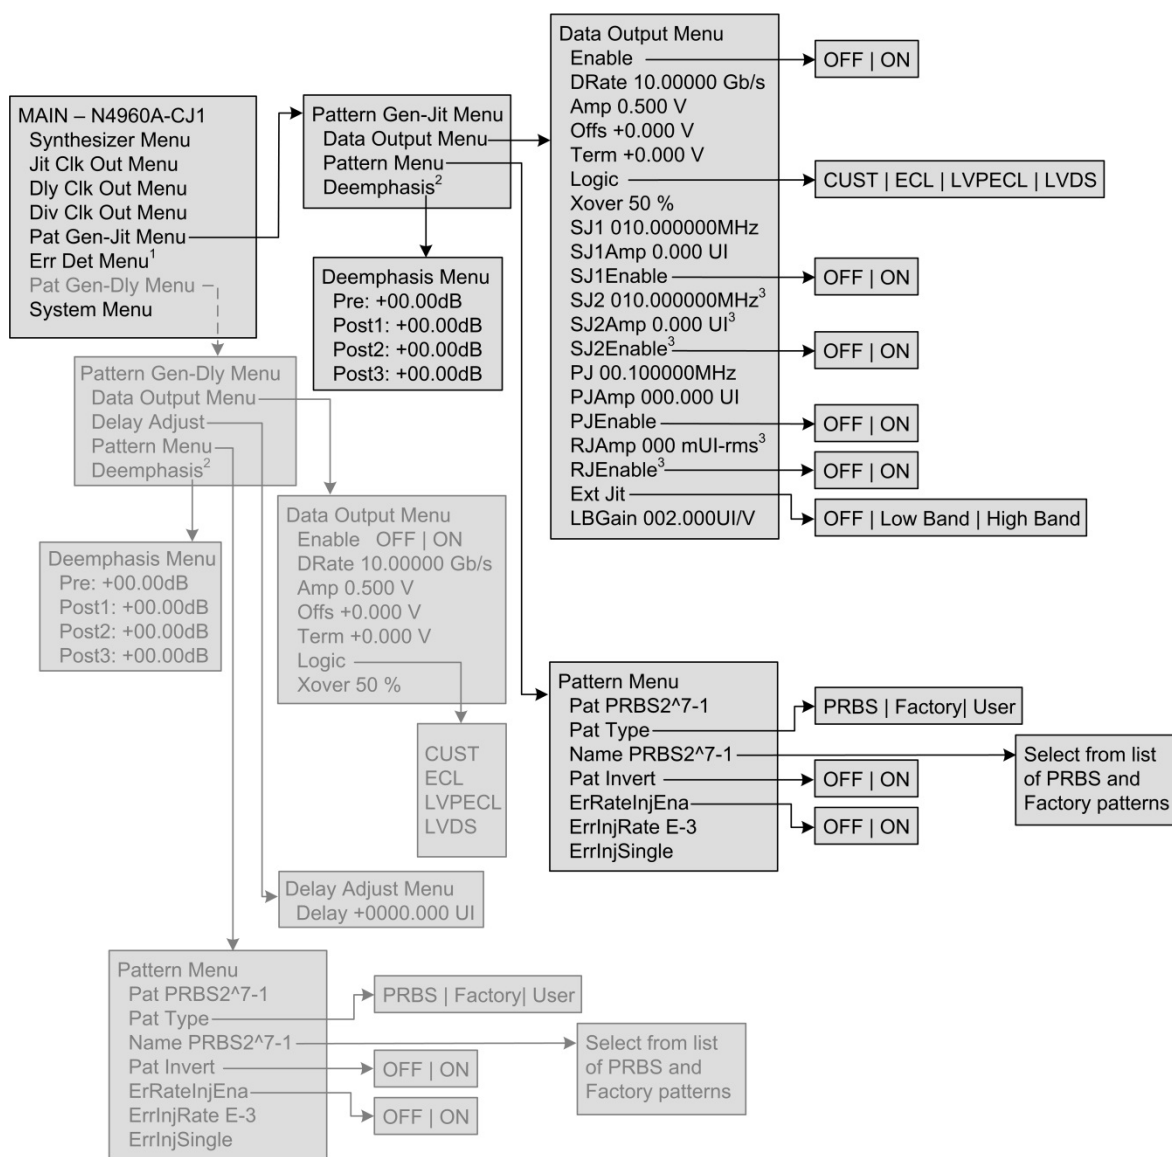 MAIN – N4960A-CJ1
Synthesizer Menu
Jit Clk Out Menu
Dly Clk Out Menu
Div Clk Out Menu
Pat Gen-Jit Menu
Err Det Menu1
Pat Gen-Dly Menu
System Menu
Pattern Gen-Jit Menu
Data Output Menu
Pattern Menu
Deemphasis2
Deemphasis Menu
Pre: +00.00dB
Post1: +00.00dB
Post2: +00.00dB
Post3: +00.00dB
Data Output Menu
Enable
OFF | ON
DRate 10.00000 Gb/s
Amp 0.500 V
Offs +0.000 V
Term +0.000 V
Logic
CUST | ECL | LVPECL | LVDS
Xover 50 %
SJ1 010.000000MHz
SJ1Amp 0.000 UI
SJ1Enable
OFF | ON
SJ2 010.000000MHz3
SJ2Amp 0.000 UI3
SJ2Enable3
OFF | ON
PJ 00.100000MHz
PJAmp 000.000 UI
PJEnable
OFF | ON
RJAmp 000 mUI-rms3
RJEnable3
OFF | ON
Ext Jit
OFF | Low Band | High Band
LBGain 002.000UI/V
Pattern Menu
Pat PRBS2^7-1
Pat Type
PRBS | Factory| User
Name PRBS2^7-1
Select from list
of PRBS and
Factory patterns
Pat Invert
OFF | ON
ErRateInjEna
OFF | ON
ErrInjRate E-3
ErrInjSingle
Pattern Gen-Dly Menu
Data Output Menu
Delay Adjust
Pattern Menu
Deemphasis2
Deemphasis Menu
Pre: +00.00dB
Post1: +00.00dB
Post2: +00.00dB
Post3: +00.00dB
Data Output Menu
Enable OFF | ON
DRate 10.00000 Gb/s
Amp 0.500 V
Offs +0.000 V
Term +0.000 V
Logic
Xover 50 %
CUST
ECL
LVPECL
LVDS
Delay Adjust Menu
Delay +0000.000 UI
Pattern Menu
Pat PRBS2^7-1
Pat Type
PRBS | Factory| User
Name PRBS2^7-1
Select from list
of PRBS and
Factory patterns
Pat Invert
OFF | ON
ErRateInjEna
OFF | ON
ErrInjRate E-3
ErrInjSingle